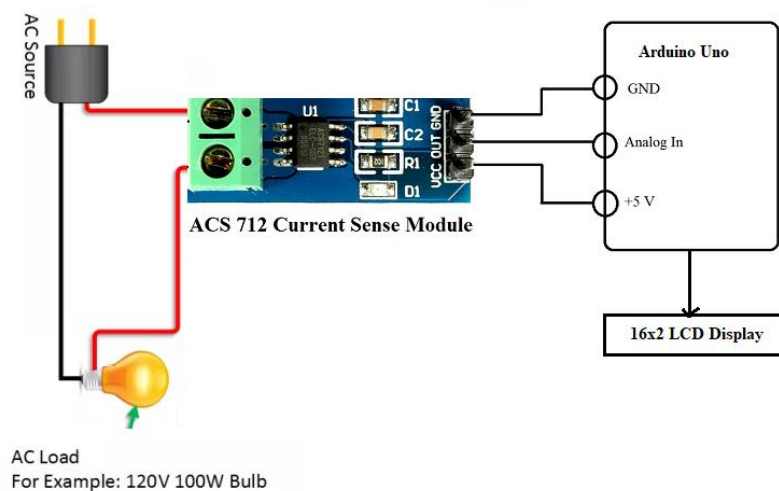 AC Source
U1
C1
C2
R1
D1
GND
OUT
VCC
102
ACS 712 Current Sense Module
Arduino Uno
GND
Analog In
+5 V
16x2 LCD Display
AC Load
For Example: 120V 100W Bulb